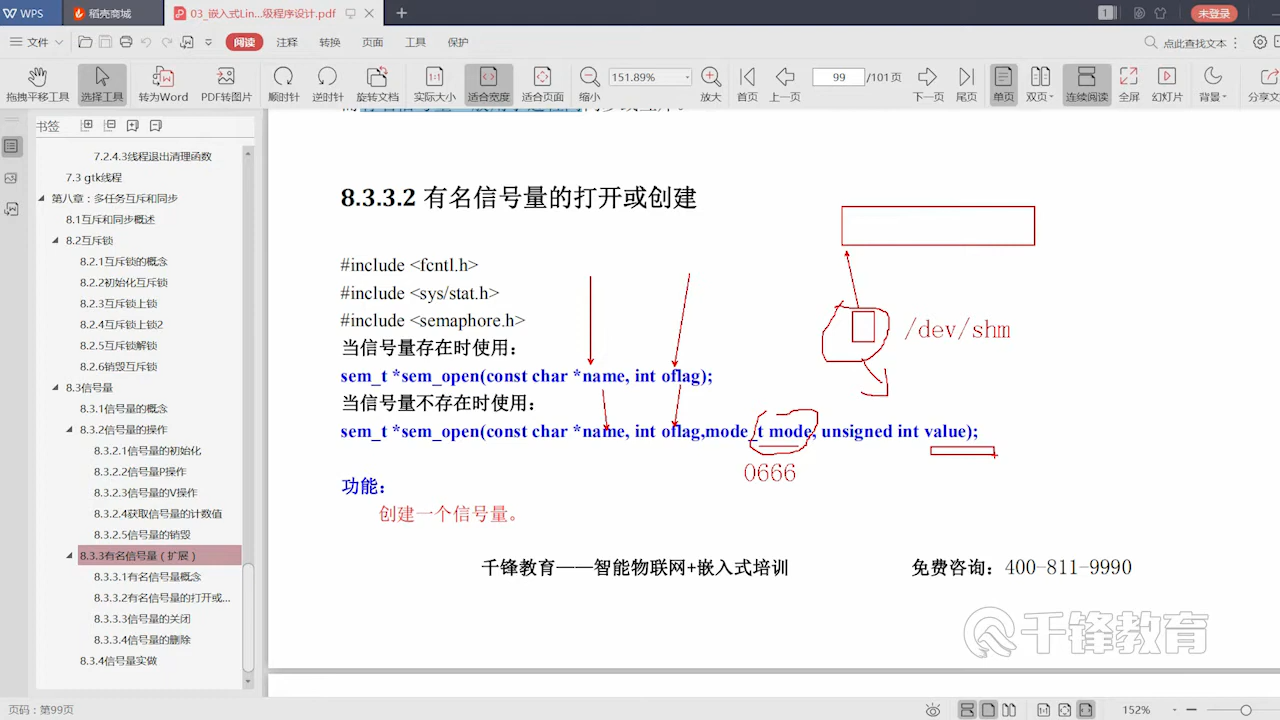 WPS
稻壳商城
03_嵌入式Lin...级程序设计.pdf
1
未登录
文件
阅读
注释
转换
页面
工具
保护
点此查找文本
拖拽平移工具
选择工具
转为Word
PDF转图片
顺时针
逆时针
旋转文档
实际大小
适合宽度
适合页面
缩小
151.89%
放大
首页
上一页
99
/101页
下一页
尾页
单页
双页
连续阅读
全屏
幻灯片
背景
书签
7.2.4.3线程退出清理函数
7.3 gtk线程
第八章：多任务互斥和同步
8.1互斥和同步概述
8.2互斥锁
8.2.1互斥锁的概念
8.2.2初始化互斥锁
8.2.3互斥锁上锁
8.2.4互斥锁上锁2
8.2.5互斥锁解锁
8.2.6销毁互斥锁
8.3信号量
8.3.1信号量的概念
8.3.2信号量的操作
8.3.2.1信号量的初始化
8.3.2.2信号量P操作
8.3.2.3信号量的V操作
8.3.2.4获取信号量的计数值
8.3.2.5信号量的销毁
8.3.3有名信号量（扩展）
8.3.3.1有名信号量概念
8.3.3.2有名信号量的打开或...
8.3.3.3信号量的关闭
8.3.3.4信号量的删除
8.3.4信号量实做
8.3.3.2 有名信号量的打开或创建
#include <fcntl.h>
#include <sys/stat.h>
#include <semaphore.h>
/dev/shm
当信号量存在时使用：
sem_t *sem_open(const char *name, int oflag);
当信号量不存在时使用：
sem_t *sem_open(const char *name, int oflag,mode_t mode, unsigned int value);
0666
功能：
创建一个信号量。
千锋教育——智能物联网+嵌入式培训
免费咨询：400-811-9990
千锋教育
页码：第99页
152%